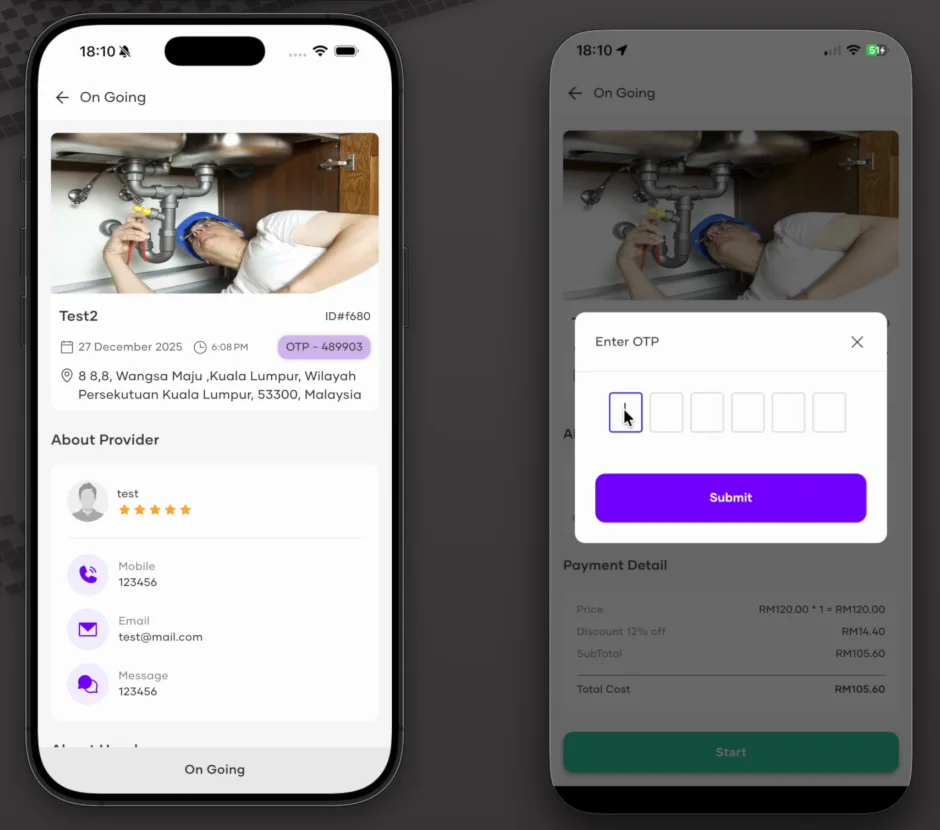 18:10
On Going
Test2
ID#f680
27 December 2025
6:08 PM
OTP - 489903
8 8,8, Wangsa Maju ,Kuala Lumpur, Wilayah
Persekutuan Kuala Lumpur, 53300, Malaysia
About Provider
test
Mobile
123456
Email
test@mail.com
Message
123456
On Going
18:10
51
On Going
Enter OTP
Submit
Payment Detail
Price
RM120.00 * 1 = RM120.00
Discount 12% off
RM14.40
SubTotal
RM105.60
Total Cost
RM105.60
Start